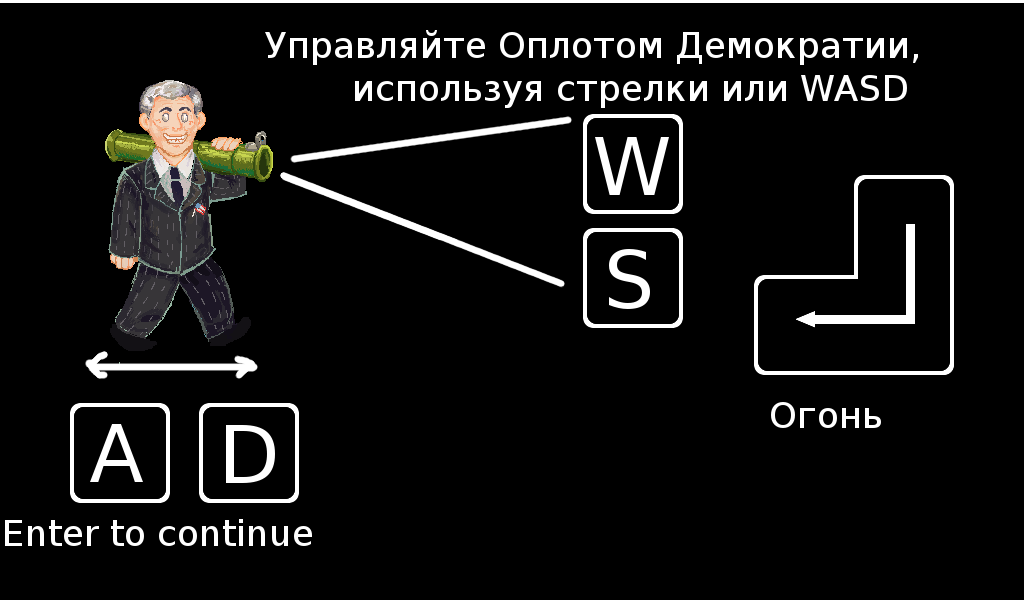 Управляйте Оплотом Демократии,
используя стрелки или WASD
W
S
Огонь
A D
Enter to continue